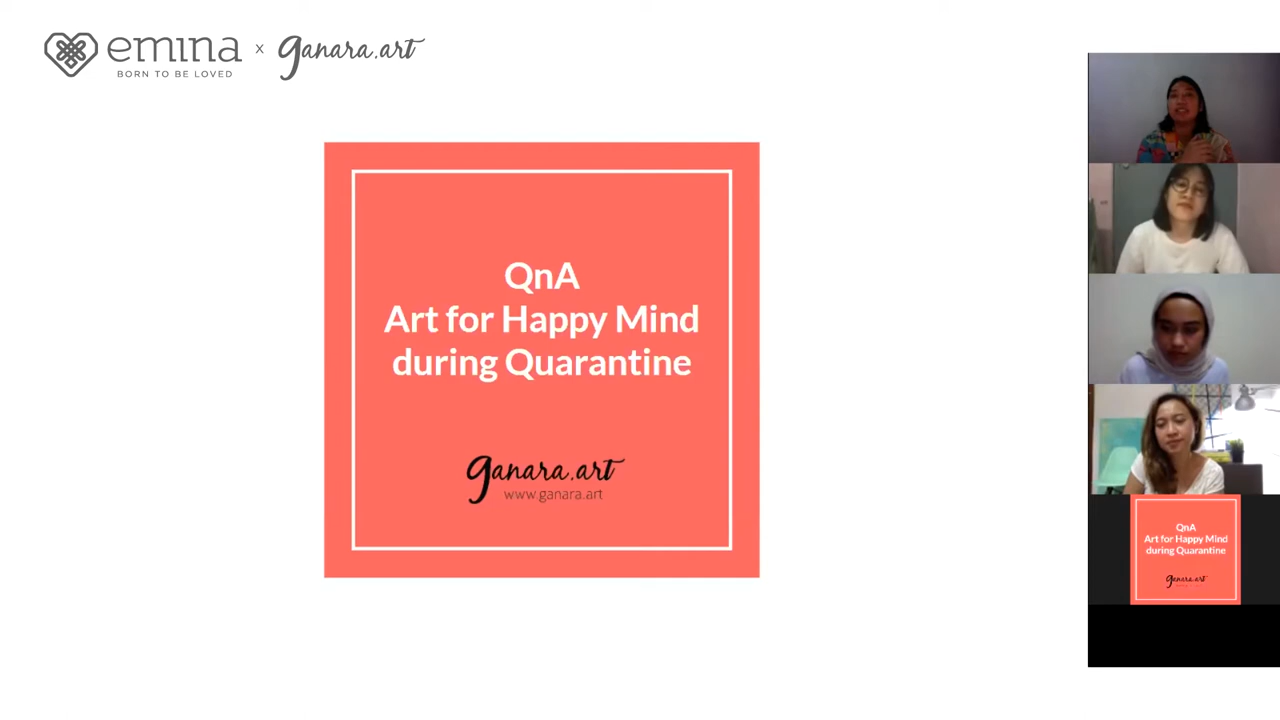 emina x ganara.art
BORN TO BE LOVED
QnA
Art for Happy Mind
during Quarantine
ganara.art
www.ganara.art
QnA
Art for Happy Mind
during Quarantine
ganara.art